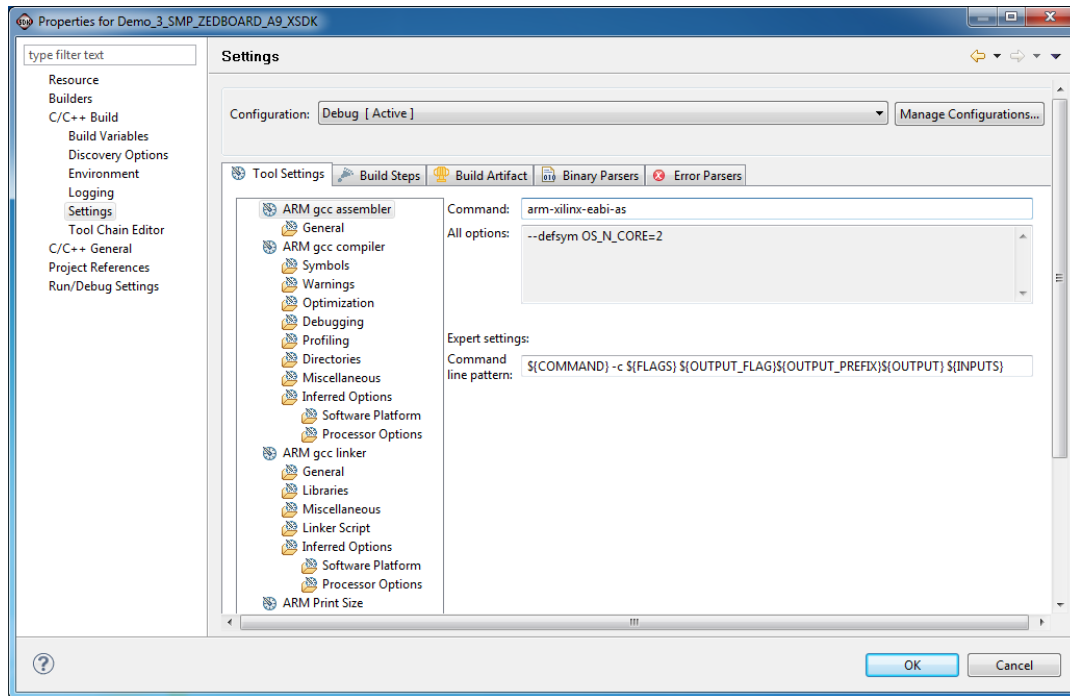 Properties for Demo_3_SMP_ZEDBOARD_A9_XSDK
type filter text
Resource
Builders
C/C++ Build
Build Variables
Discovery Options
Environment
Logging
Settings
Tool Chain Editor
C/C++ General
Project References
Run/Debug Settings
Settings
Configuration: Debug [ Active ] Manage Configurations...
Tool Settings Build Steps Build Artifact Binary Parsers Error Parsers
ARM gcc assembler
General
ARM gcc compiler
Symbols
Warnings
Optimization
Debugging
Profiling
Directories
Miscellaneous
Inferred Options
Software Platform
Processor Options
ARM gcc linker
General
Libraries
Miscellaneous
Linker Script
Inferred Options
Software Platform
Processor Options
ARM Print Size
Command: arm-xilinx-eabi-as
All options: --defsym OS_N_CORE=2
Expert settings:
Command
line pattern: ${COMMAND} -c ${FLAGS} ${OUTPUT_FLAG}${OUTPUT_PREFIX}${OUTPUT} ${INPUTS}
OK Cancel